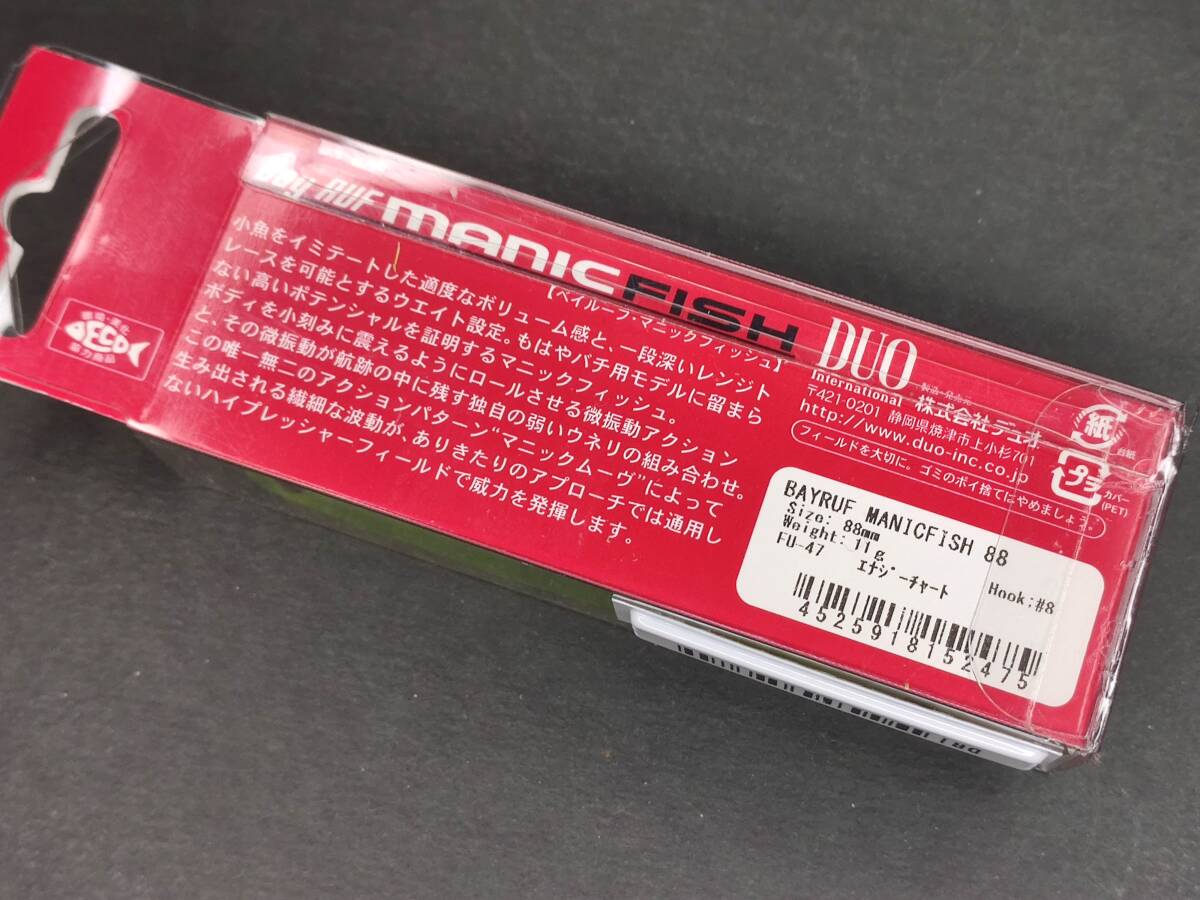 Bay RUF MANIC FISH
【ベイルーフ・マニックフィッシュ】
小魚をイミテートした適度なボリューム感と、一段深いレンジト
レースを可能とするウエイト設定。もはやバチ用モデルに留まら
ない高いポテンシャルを証明するマニックフィッシュ。
ボディを小刻みに震えるようにロールさせる微振動アクション
と、その微振動が航跡の中に残す独自の弱いウネリの組み合わせ。
この唯一無二のアクションパターン“マニックムーヴ”によって
生み出される繊細な波動が、ありきたりのアプローチでは通用し
ないハイプレッシャーフィールドで威力を発揮します。
ECO
DUO
International
製造・発売元
株式会社デュオ
〒421-0201 静岡県焼津市上小杉701
http://www.duo-inc.co.jp
フィールドを大切に。ゴミのポイ捨てはやめましょう。
紙
台紙
プラ
カバー
(PET)
BAYRUF MANICFISH 88
Size: 88mm
Weight: 11g
Hook:#8
FU-47 エナジーチャート
4525918152475